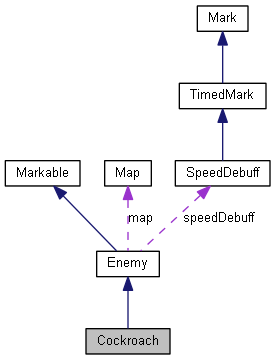 Mark
TimedMark
Markable
Map
SpeedDebuff
map
speedDebuff
Enemy
Cockroach